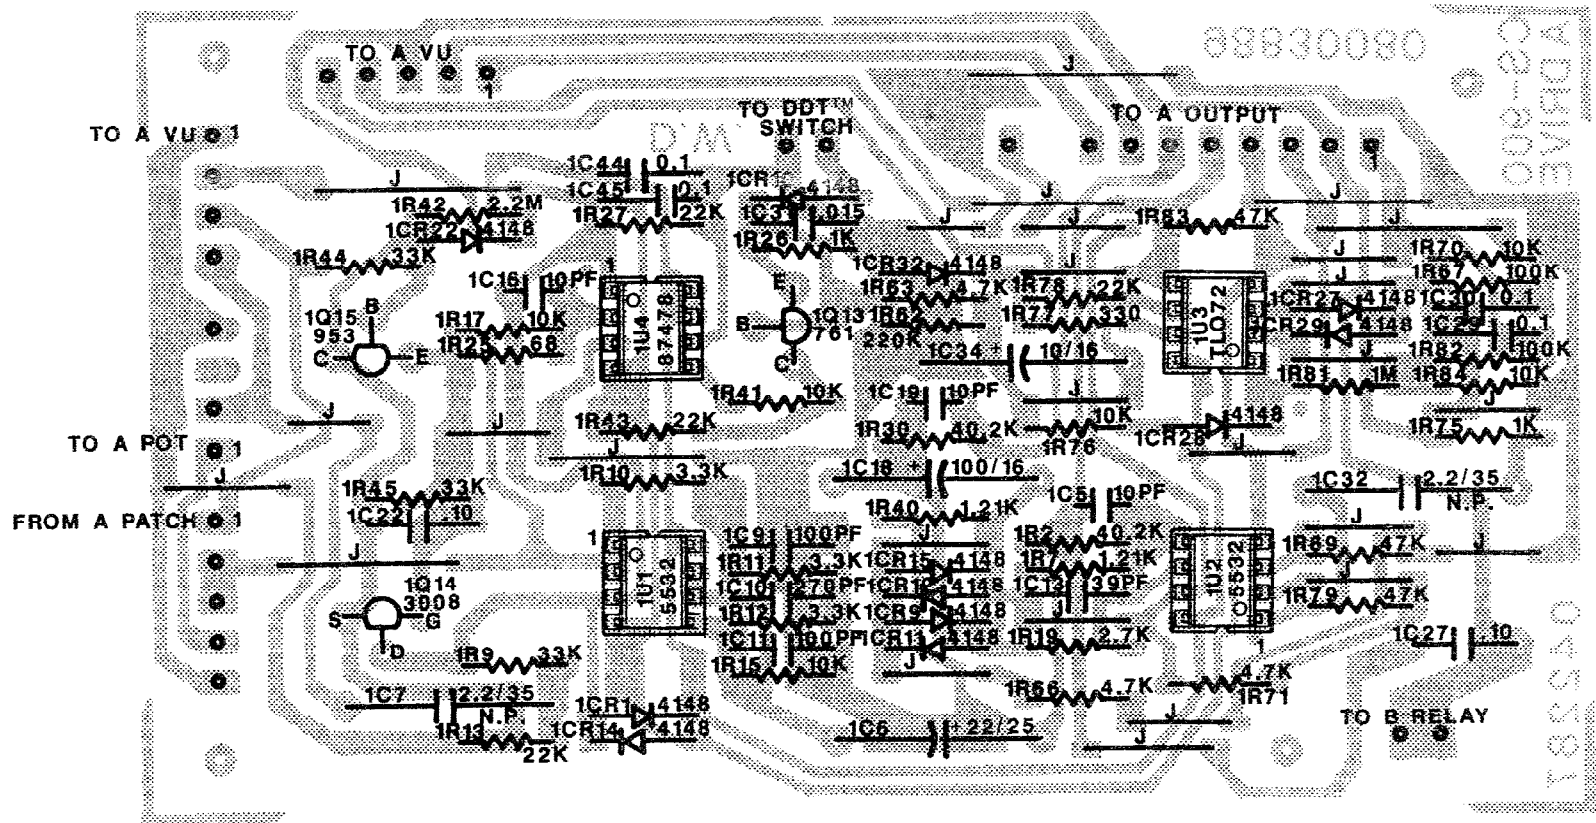 98830080
CS-800
A DRIVE
TO A VU
1
TO DDT™
SWITCH
TO A OUTPUT
1
TO A VU 1
D.W.
1C44 0.1
1C45 0.1
1R27 22K
1CR1 4148
1C31 .015
1R26 1K
J
J
1R42 2.2M
1CR22 4148
1R44 33K
J
J
J
J
J
1R83 47K
1C16 10PF
1
1R17 10K
1R25 68
1Q15
953
B
C
E
1U4
87478
E
B
C
1Q13
761
1CR32 4148
1R63 4.7K
1R62
220K
J
1R78 22K
1R77 330
1C34 + 10/16
1U3
TLO72
J
J
1CR27 4148
1CR29 4148
J
1R81 1M
1R70 10K
1R67 100K
1C30 0.1
1C29 0.1
1R82 100K
1R84 10K
J
1R75 1K
J
J
1R41 10K
1R43 22K
J
1R10 3.3K
1C19 10PF
1R30 40.2K
J
10K
1R76
4148
1CR28
J
TO A POT 1
J
1R45 33K
1C22 .10
FROM A PATCH 1
J
1C18 + 100/16
1R40 1.21K
1C5 10PF
1C32 2.2/35
N.P.
1
1U1
5532
1C9 100PF
1R11 3.3K
1C10 270PF
1R12 3.3K
1C11 100PF
1R15 10K
J
1CR15 4148
1CR10 4148
1CR9 4148
1CR11 4148
J
1R2 40.2K
1R7 1.21K
1C13 39PF
J
1R19 2.7K
1U2
5532
1
J
1R69 47K
J
1R79 47K
J
1C27 .10
1Q14
3008
S
G
D
1R9 33K
1C7 2.2/35
N.P.
1R13
22K
1CR1 4148
1CR14 4148
1C6 +22/25
1R66 4.7K
4.7K
1R71
J
J
TO B RELAY